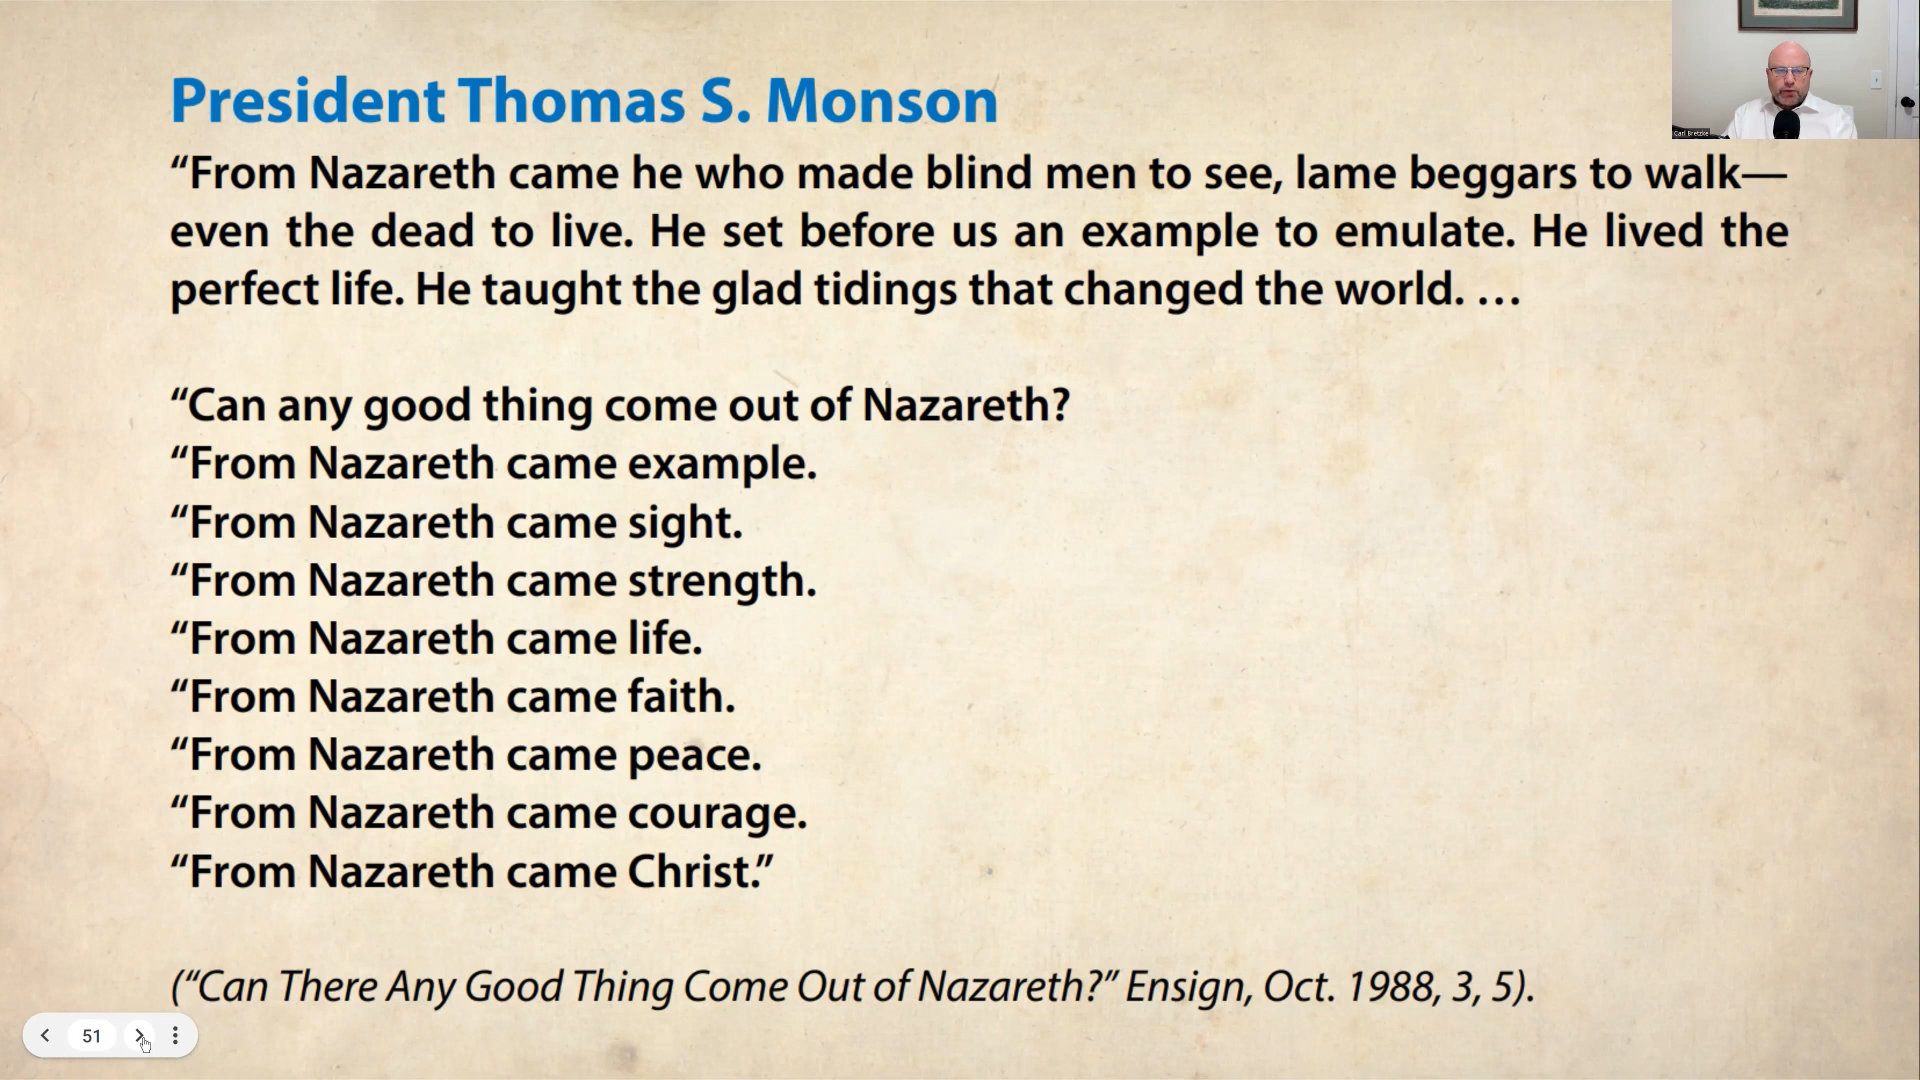 President Thomas S. Monson
“From Nazareth came he who made blind men to see, lame beggars to walk—
even the dead to live. He set before us an example to emulate. He lived the
perfect life. He taught the glad tidings that changed the world. …
“Can any good thing come out of Nazareth?
“From Nazareth came example.
“From Nazareth came sight.
“From Nazareth came strength.
“From Nazareth came life.
“From Nazareth came faith.
“From Nazareth came peace.
“From Nazareth came courage.
“From Nazareth came Christ.”
(“Can There Any Good Thing Come Out of Nazareth?” Ensign, Oct. 1988, 3, 5).
51
Carl Bretzke